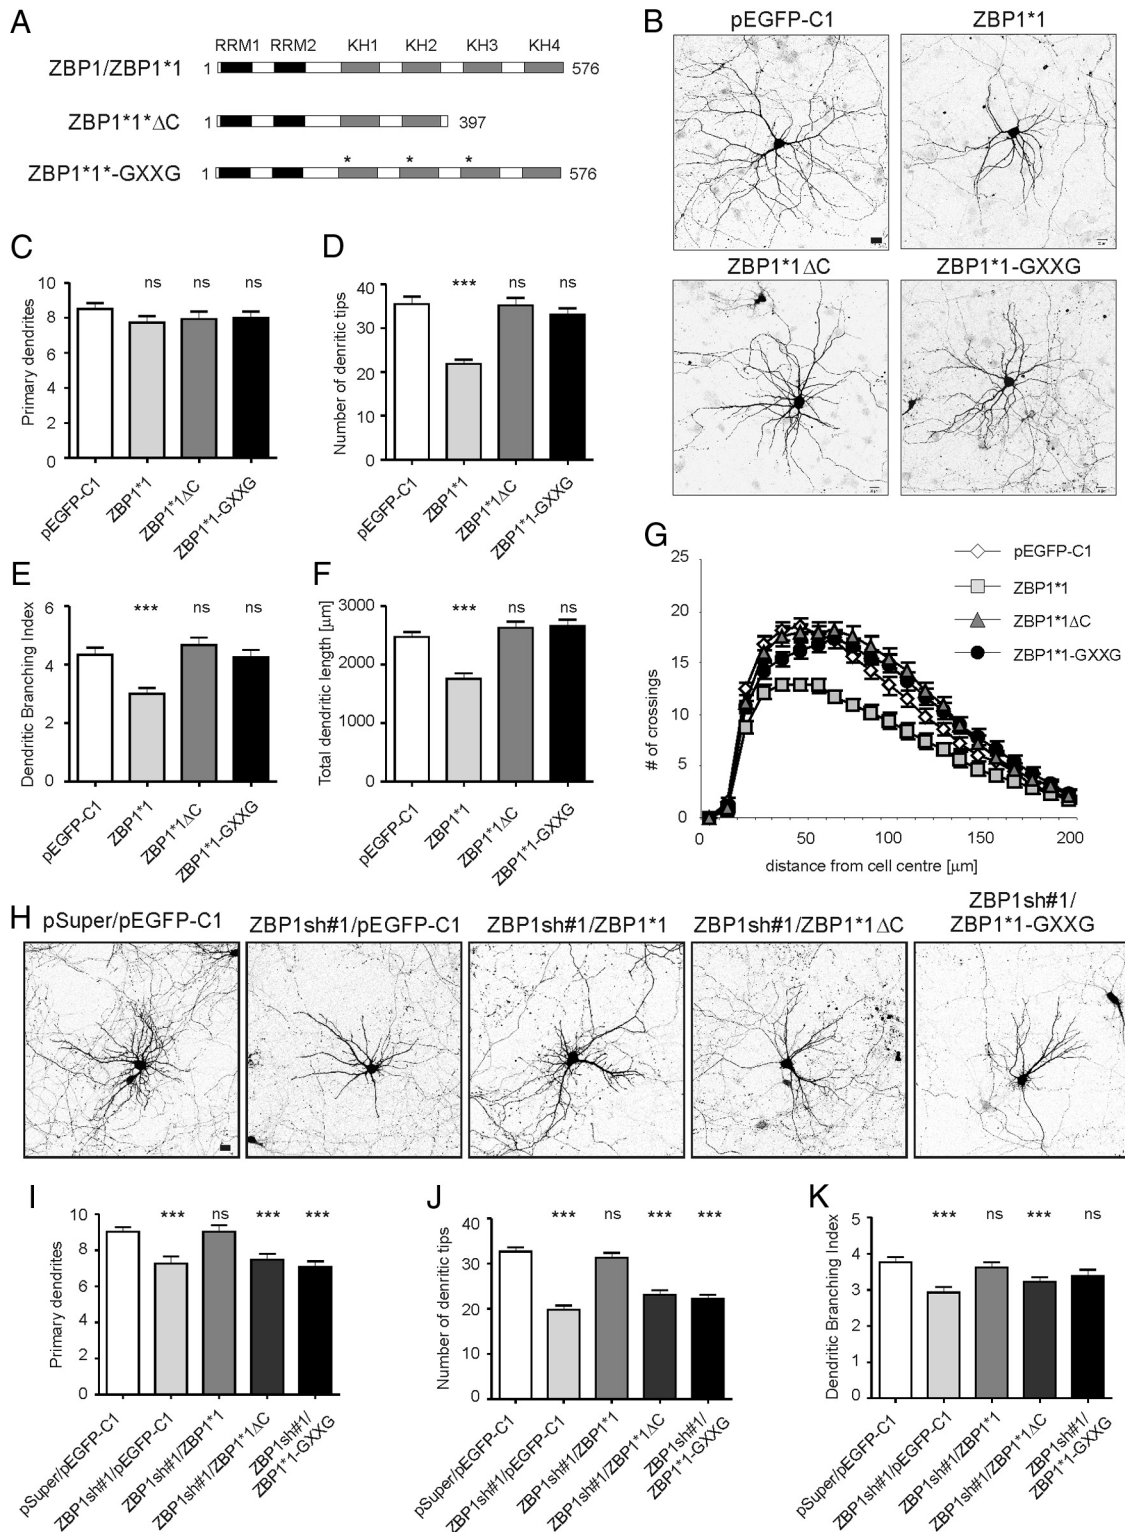 A
RRM1 RRM2 KH1 KH2 KH3 KH4
ZBP1/ZBP1*1 1 576
ZBP1*1*ΔC 1 397
* * *
ZBP1*1*-GXXG 1 576
B
pEGFP-C1 ZBP1*1
ZBP1*1ΔC ZBP1*1-GXXG
C
Primary dendrites
10
8
6
4
2
0
ns ns ns
pEGFP-C1
ZBP1*1
ZBP1*1ΔC
ZBP1*1-GXXG
D
Number of denritic tips
40
30
20
10
0
*** ns ns
pEGFP-C1
ZBP1*1
ZBP1*1ΔC
ZBP1*1-GXXG
E
Dendritic Branching Index
6
4
2
0
*** ns ns
pEGFP-C1
ZBP1*1
ZBP1*1ΔC
ZBP1*1-GXXG
F
Total dendritic length [µm]
3000
2000
1000
0
*** ns ns
pEGFP-C1
ZBP1*1
ZBP1*1ΔC
ZBP1*1-GXXG
G
# of crossings
25
20
15
10
5
0
0 50 100 150 200
distance from cell centre [µm]
pEGFP-C1
ZBP1*1
ZBP1*1ΔC
ZBP1*1-GXXG
H
pSuper/pEGFP-C1
ZBP1sh#1/pEGFP-C1
ZBP1sh#1/ZBP1*1
ZBP1sh#1/ZBP1*1ΔC
ZBP1sh#1/
ZBP1*1-GXXG
I
Primary dendrites
10
8
6
4
2
0
*** ns *** ***
pSuper/pEGFP-C1
ZBP1sh#1/pEGFP-C1
ZBP1sh#1/ZBP1*1
ZBP1sh#1/ZBP1*1ΔC
ZBP1sh#1/
ZBP1*1-GXXG
J
Number of denritic tips
40
30
20
10
0
*** ns *** ***
pSuper/pEGFP-C1
ZBP1sh#1/pEGFP-C1
ZBP1sh#1/ZBP1*1
ZBP1sh#1/ZBP1*1ΔC
ZBP1sh#1/
ZBP1*1-GXXG
K
Dendritic Branching Index
5
4
3
2
1
0
*** ns *** ns
pSuper/pEGFP-C1
ZBP1sh#1/pEGFP-C1
ZBP1sh#1/ZBP1*1
ZBP1sh#1/ZBP1*1ΔC
ZBP1sh#1/
ZBP1*1-GXXG